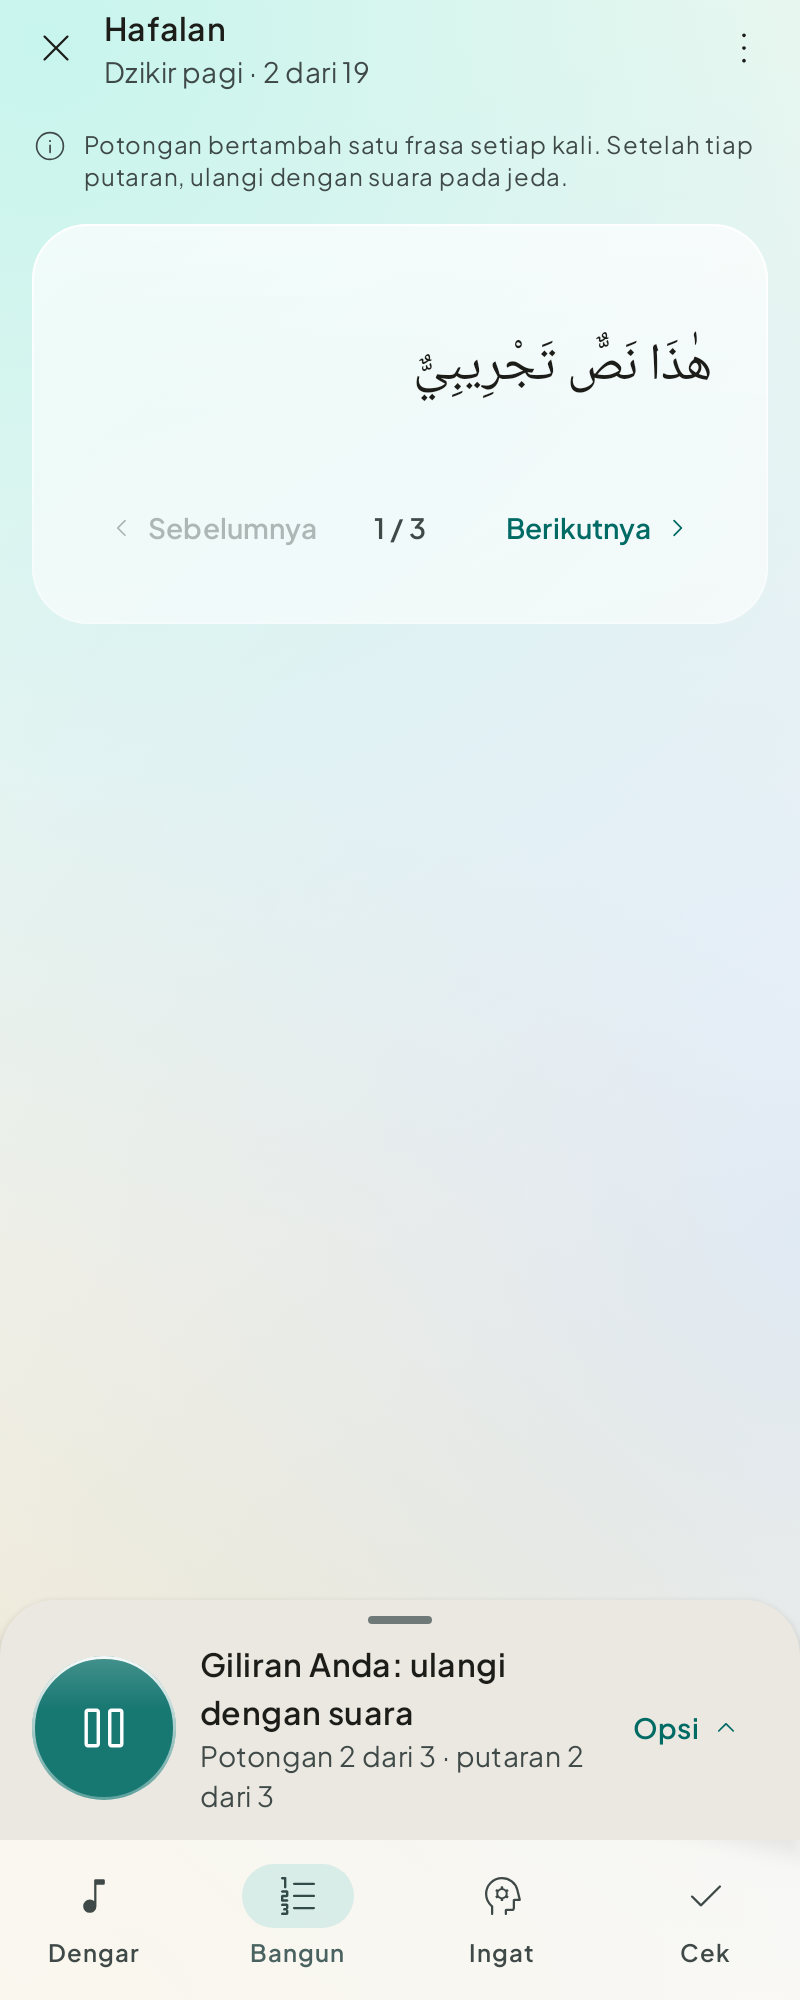 Hafalan
Dzikir pagi · 2 dari 19
Potongan bertambah satu frasa setiap kali. Setelah tiap
putaran, ulangi dengan suara pada jeda.
هٰذَا نَصٌّ تَجْرِيبِيٌّ
Sebelumnya
1 / 3
Berikutnya
Giliran Anda: ulangi
dengan suara
Potongan 2 dari 3 · putaran 2
dari 3
Opsi
Dengar
Bangun
Ingat
Cek